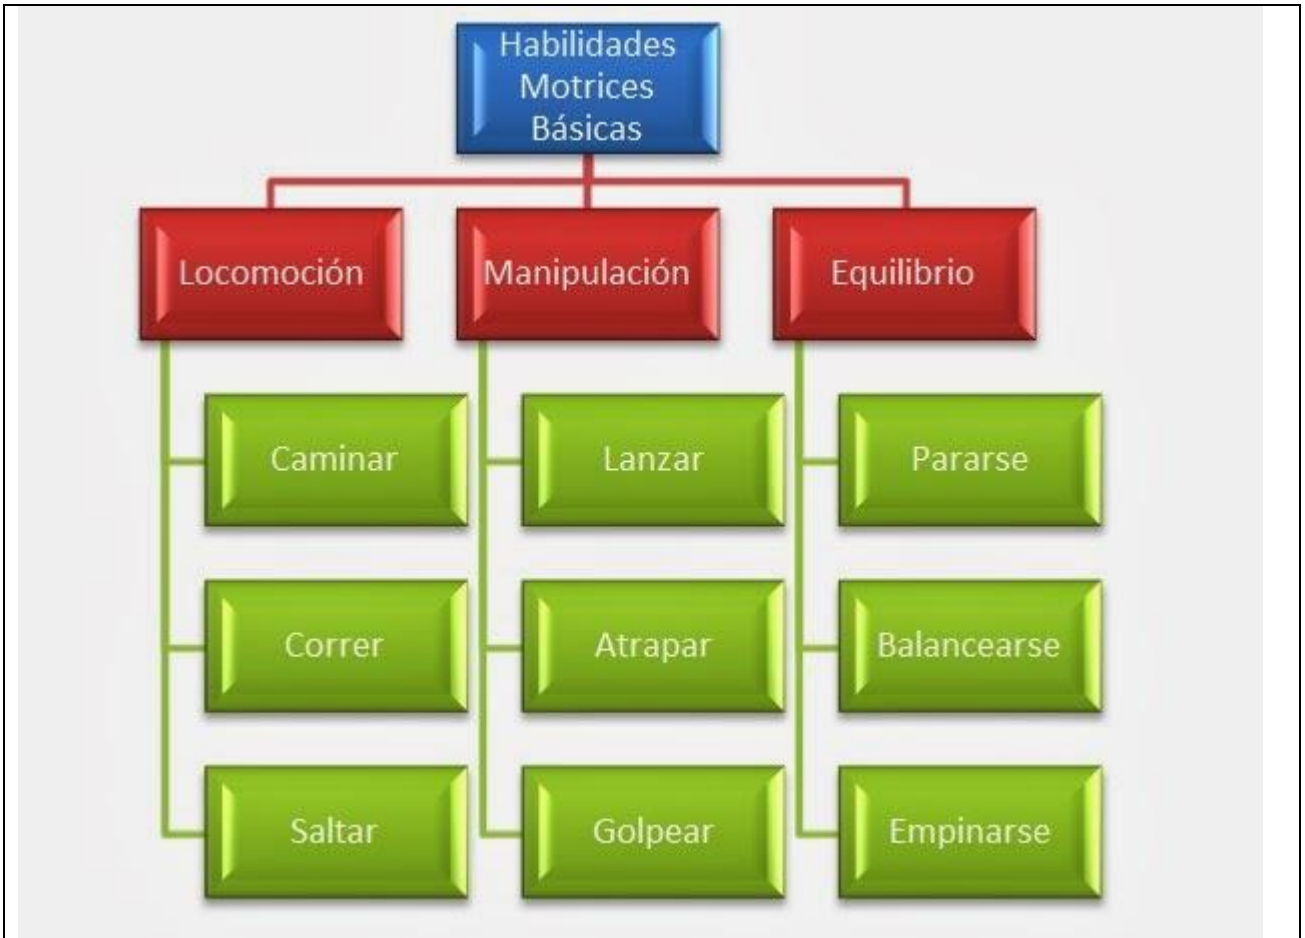 Habilidades
Motrices
Básicas
Locomoción
Manipulación
Equilibrio
Caminar
Lanzar
Pararse
Correr
Atrapar
Balancearse
Saltar
Golpear
Empinarse